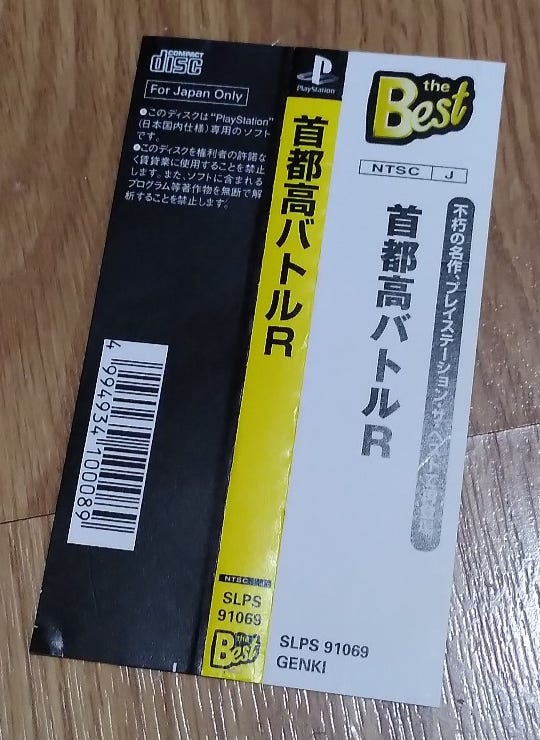 COMPACT
disc
For Japan Only
●このディスクは"PlayStation"
(日本国内仕様)専用のソフト
です。
●このディスクを権利者の許諾な
く賃貸業に使用することを禁止
します。また、ソフトに含まれる
プログラム等著作物を無断で解
析することを禁止します。
4 994934 100089
PlayStation
首都高バトルR
NTSC J
SLPS
91069
the
Best
the
Best
NTSC J
不朽の名作、プレイステーション・ザ・ベストで
首都高バトルR
SLPS 91069
GENKI